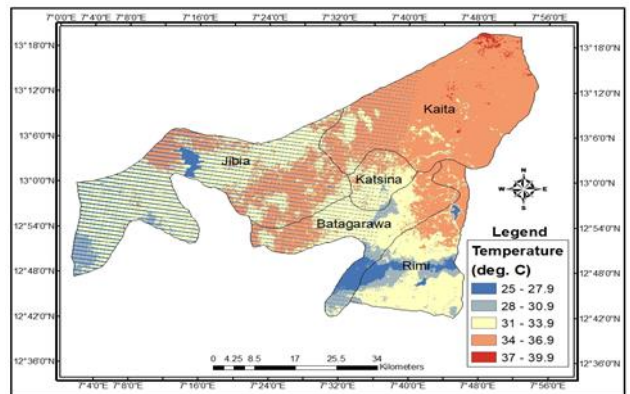 7°0'0"E 7°4'0"E 7°8'0"E 7°16'0"E 7°24'0"E 7°32'0"E 7°40'0"E 7°48'0"E 7°56'0"E
13°18'0"N 13°18'0"N
13°12'0"N 13°12'0"N
Kaita
13°6'0"N 13°6'0"N
Jibia
Katsina
13°0'0"N 13°0'0"N
N
W E
S
Batagarawa
12°54'0"N 12°54'0"N
Legend
Temperature
(deg. C)
Rimi
12°48'0"N 12°48'0"N
25 - 27.9
28 - 30.9
31 - 33.9
34 - 36.9
37 - 39.9
12°42'0"N 12°42'0"N
12°36'0"N 12°36'0"N
0 4.25 8.5 17 25.5 34
Kilometers
7°4'0"E 7°8'0"E 7°16'0"E 7°24'0"E 7°32'0"E 7°40'0"E 7°48'0"E 7°56'0"E